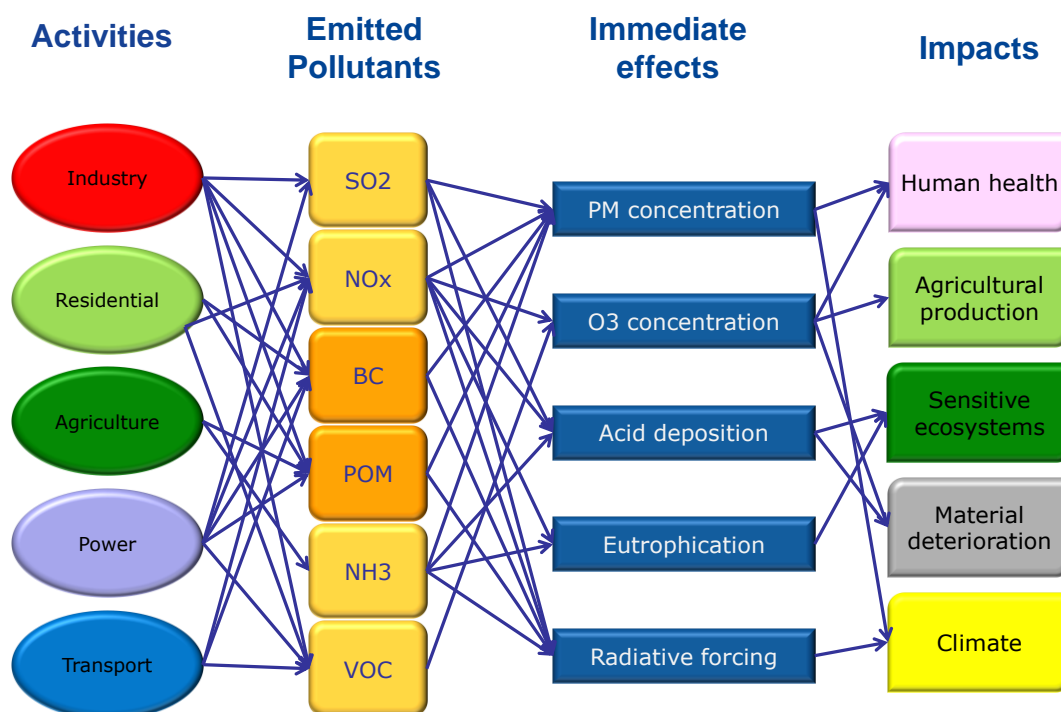 Activities
Emitted
Pollutants
Immediate
effects
Impacts
Industry
Residential
Agriculture
Power
Transport
SO2
NOx
BC
POM
NH3
VOC
PM concentration
O3 concentration
Acid deposition
Eutrophication
Radiative forcing
Human health
Agricultural
production
Sensitive
ecosystems
Material
deterioration
Climate